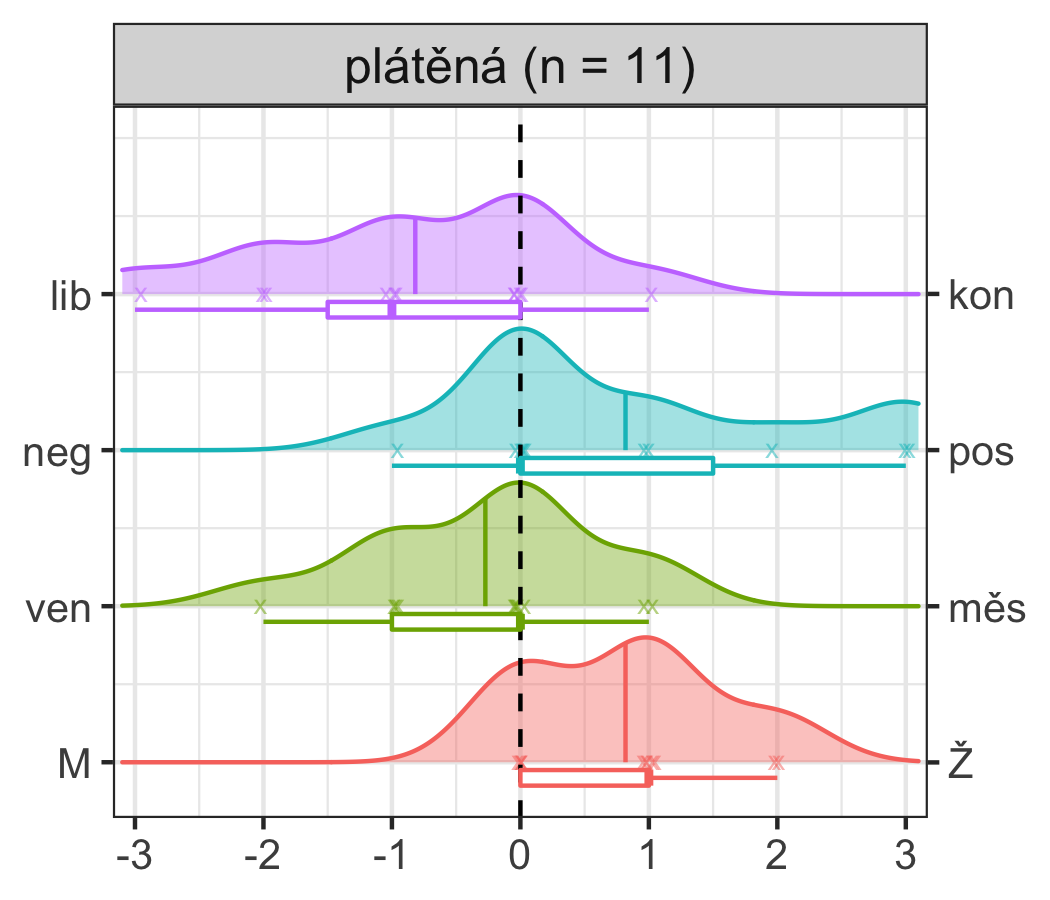 plátěná (n = 11)
lib kon
neg pos
ven měs
M Ž
-3 -2 -1 0 1 2 3